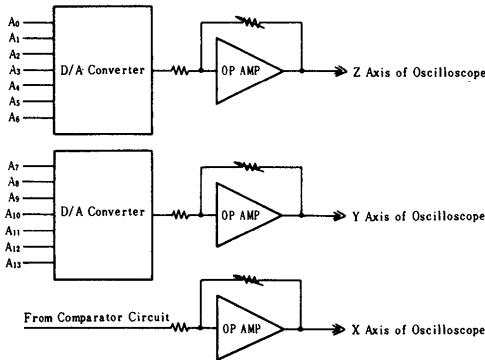 A0
A1
A2
A3
A4
A5
A6
D/A Converter
OP AMP
Z Axis of Oscilloscope
A7
A8
A9
A10
A11
A12
A13
D/A Converter
OP AMP
Y Axis of Oscilloscope
From Comparator Circuit
OP AMP
X Axis of Oscilloscope